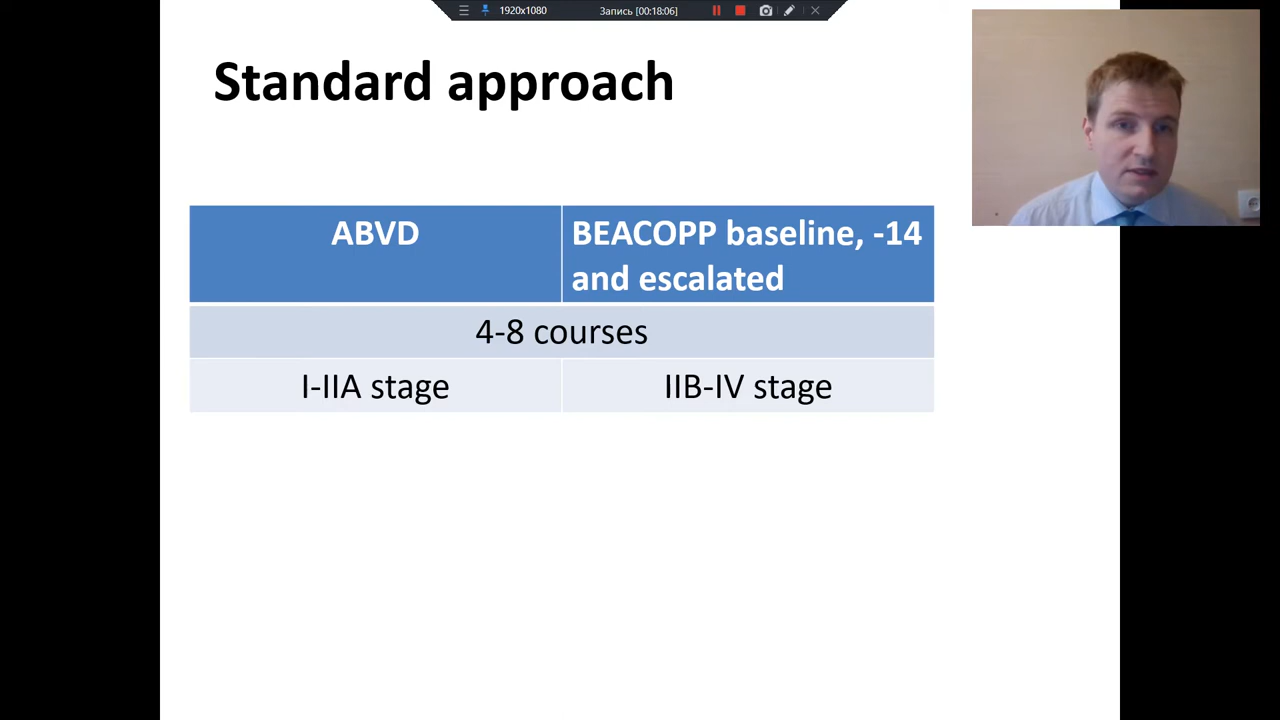 1920x1080
Запись [00:18:06]
Standard approach
ABVD
BEACOPP baseline, -14
and escalated
4-8 courses
I-IIA stage
IIB-IV stage